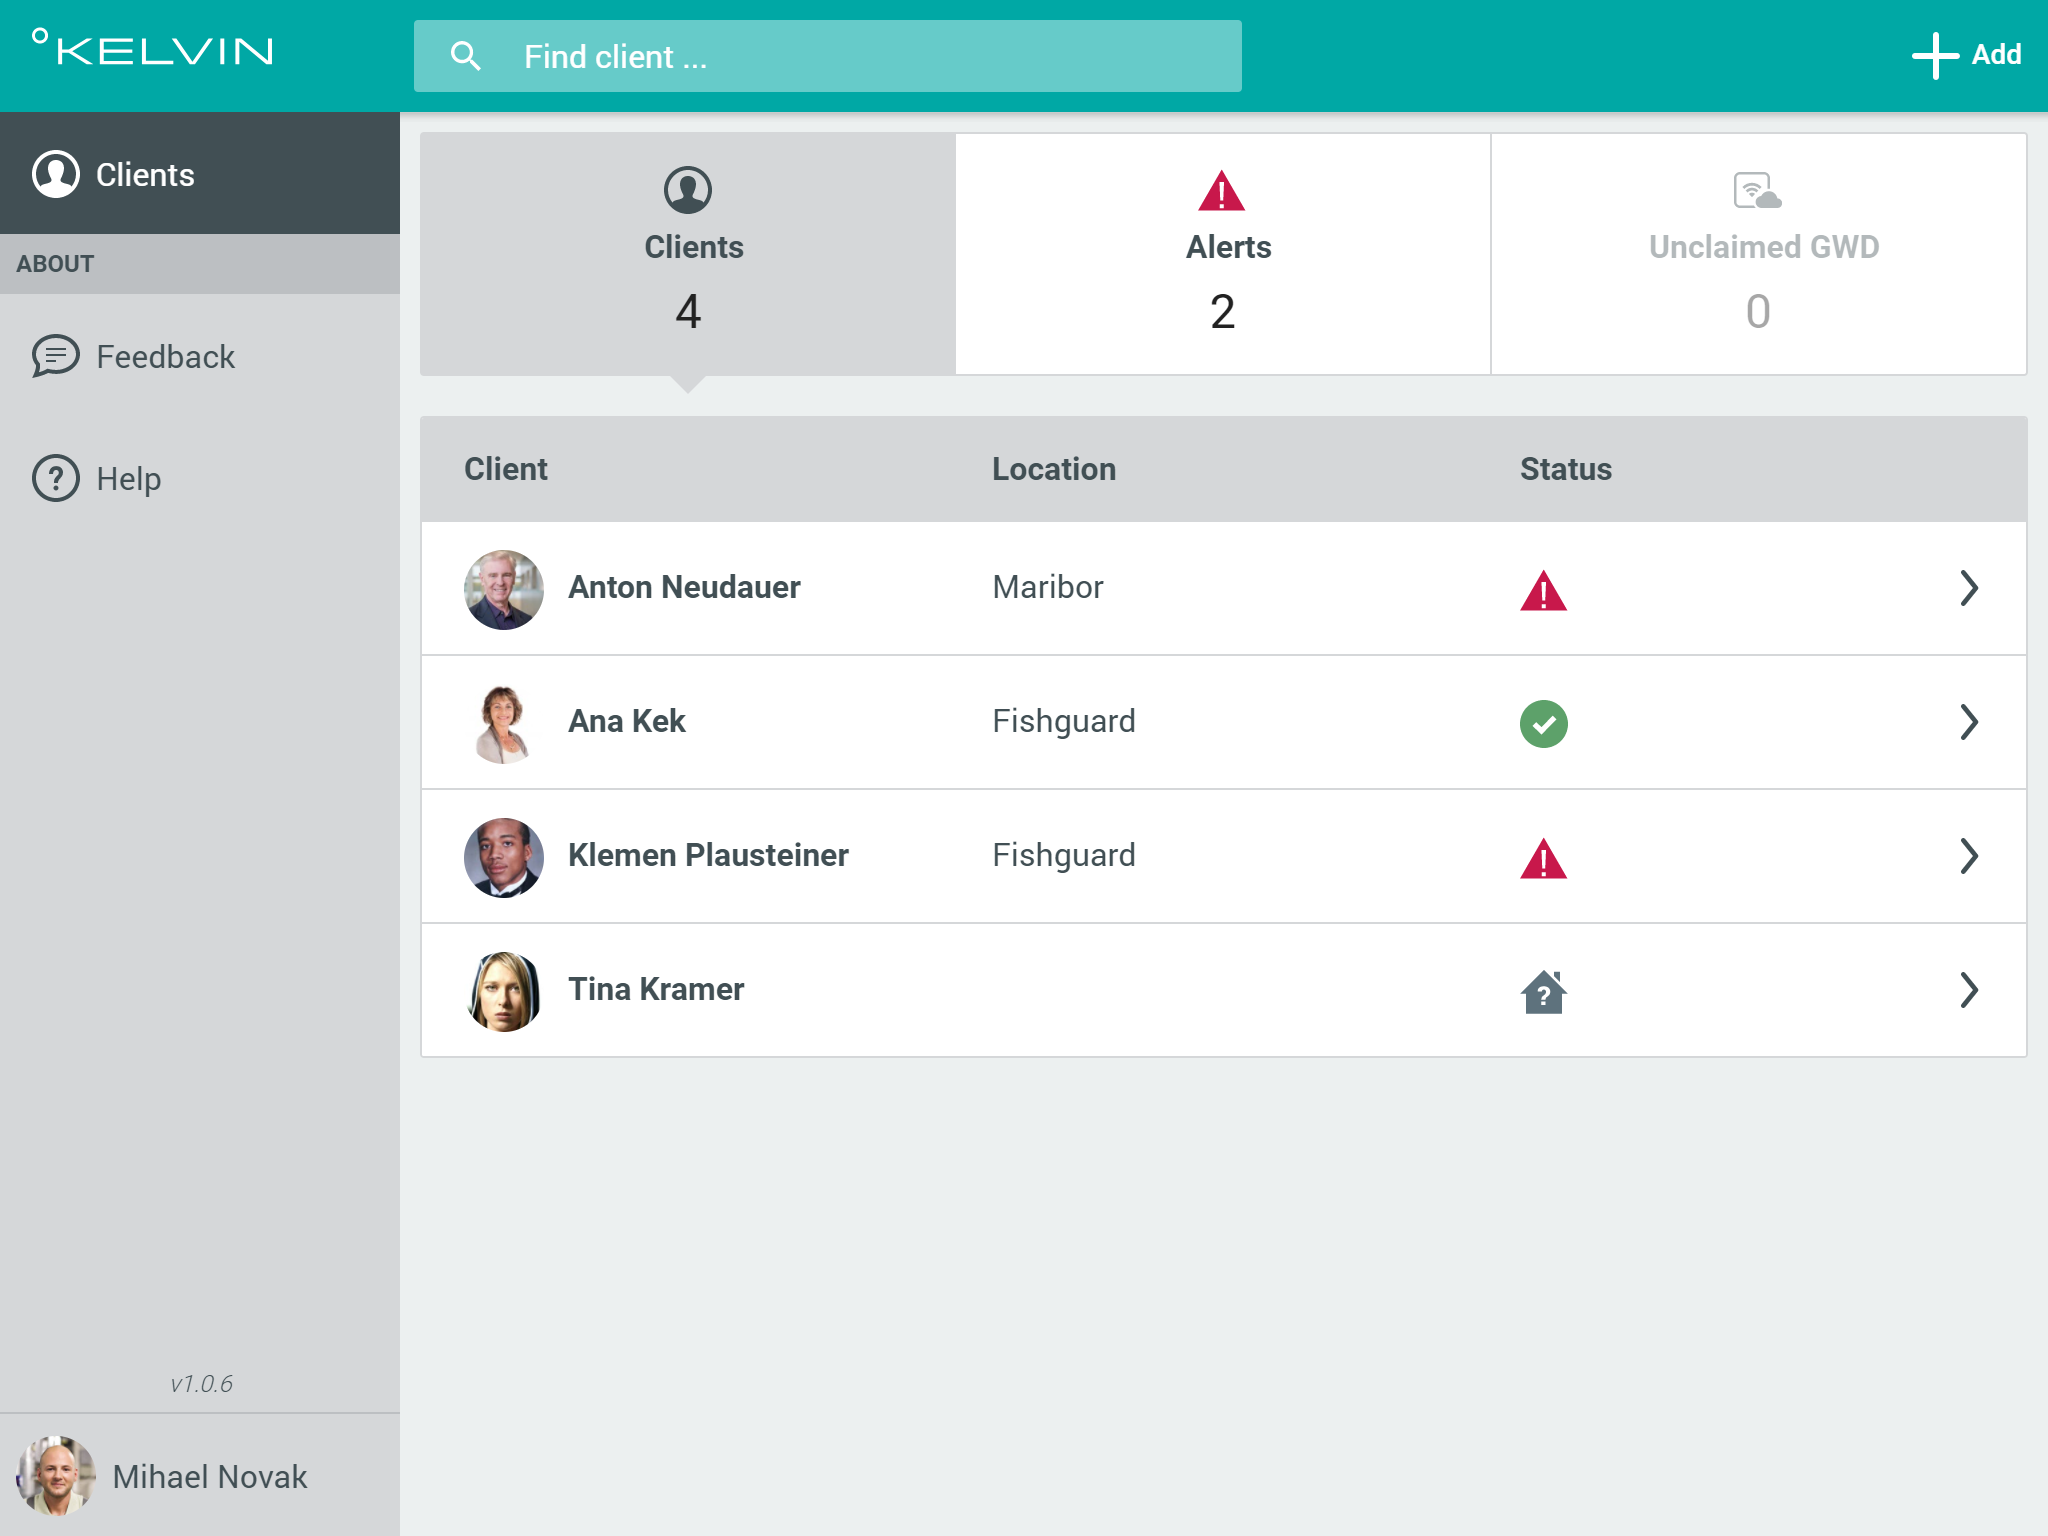 °KELVIN
Find client ...
Add
Clients
ABOUT
Feedback
Help
v1.0.6
Mihael Novak
Clients
4
Alerts
2
Unclaimed GWD
0
Client Location Status
Anton Neudauer Maribor
Ana Kek Fishguard
Klemen Plausteiner Fishguard
Tina Kramer